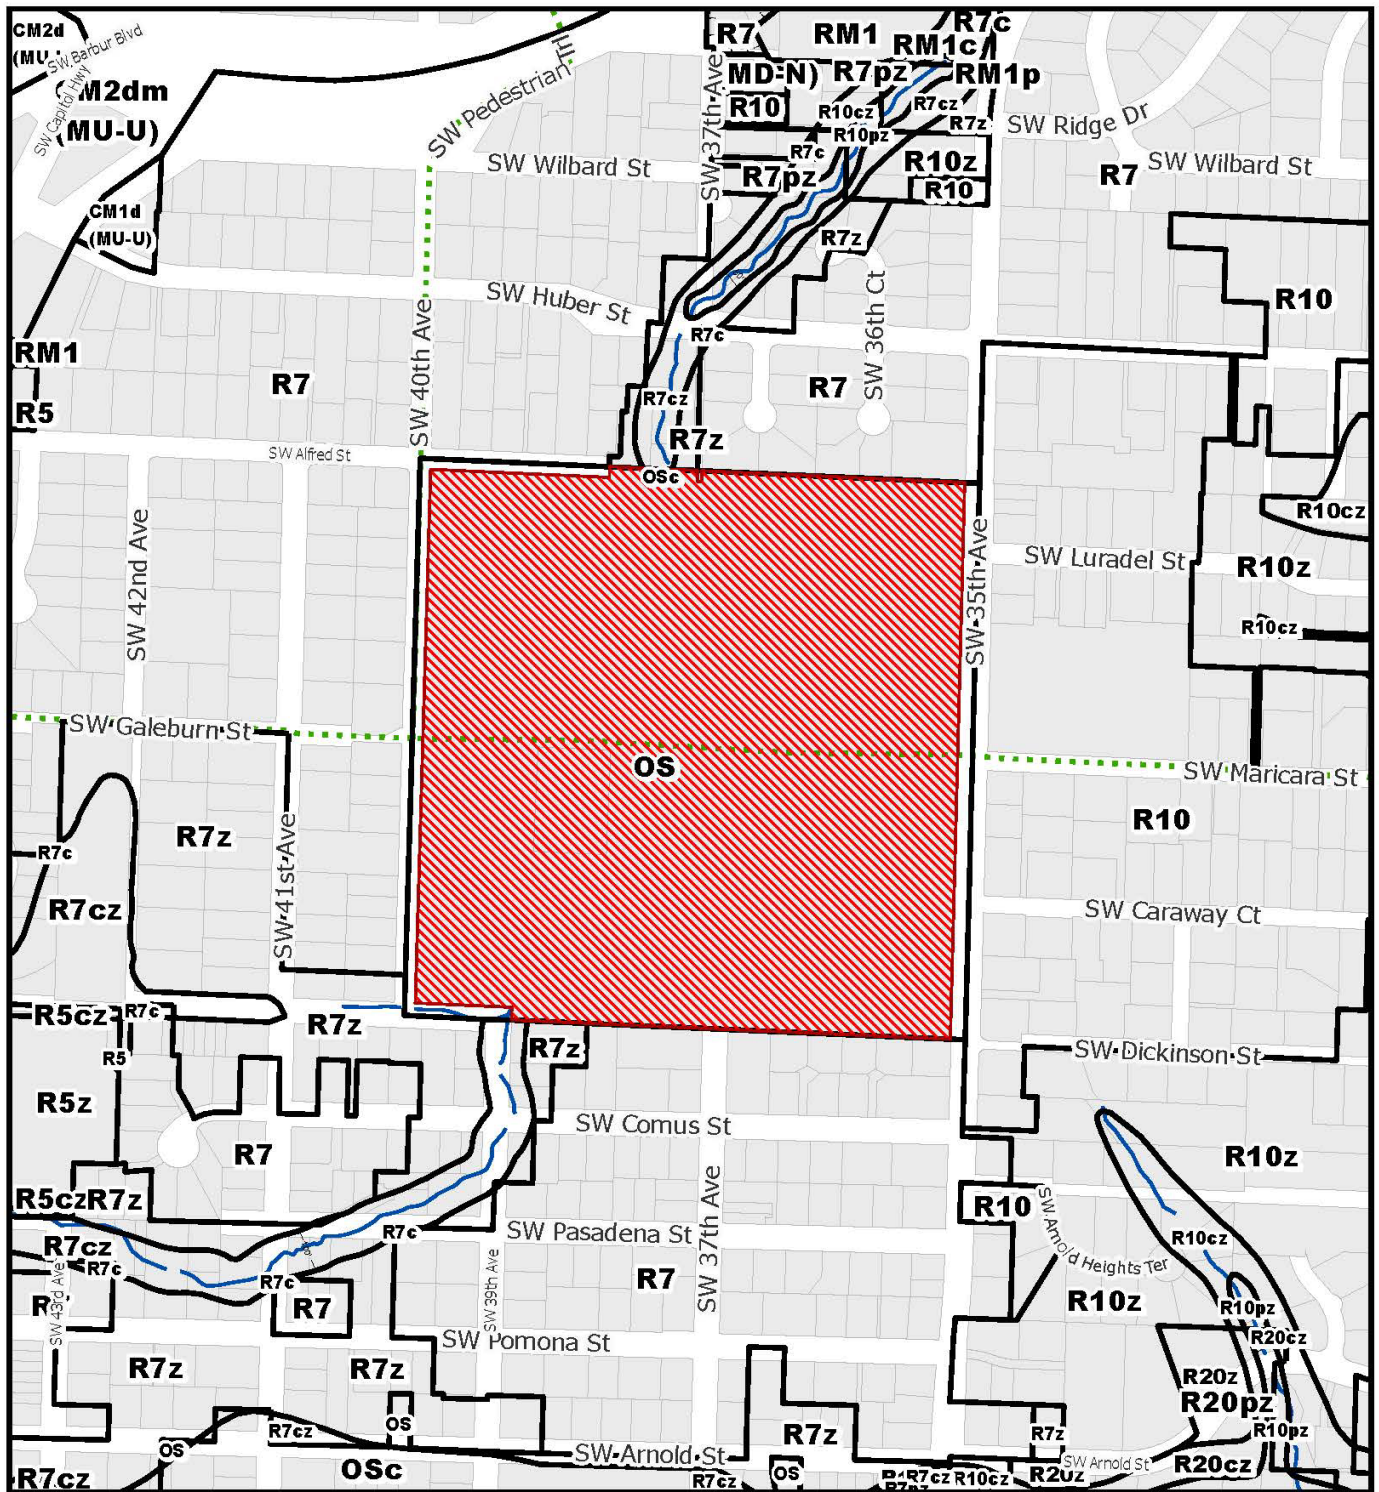 CM2d
(MU-
SW Barbur Blvd
R7
RM1
R7c
RM1c
MD-N)
R7pz
RM1p
SW Capitol Hwy
CM2dm
(MU-U)
SW Pedestrian
R10
R10cz
R7cz
R10pz
R7z
SW Ridge Dr
SW 37th Ave
SW Wilbard St
R7c
R10z
R7pz
R10
R7
SW Wilbard St
CM1d
(MU-U)
R7z
SW Huber St
SW 36th Ct
R10
R7c
RM1
R7
R7
SW 40th Ave
R7cz
R5
R7z
SW Alfred St
OSc
R10cz
SW 42nd Ave
SW 35th Ave
SW Luradel St
R10z
R10cz
SW Galeburn St
OS
SW Maricara St
R7z
R10
R7c
SW 41st Ave
R7cz
SW Caraway Ct
R5cz
R7c
R7z
R5
R7z
SW Dickinson St
R5z
SW Comus St
R7
R10z
R5cz
R7z
SW 37th Ave
R10
SW Arnold Heights Ter
R7c
SW Pasadena St
R10cz
R7cz
R7c
R7c
SW 39th Ave
R7
R7
R10z
R10pz
SW 43rd Ave
SW Pomona St
R20cz
R7z
R7z
R20z
R20pz
R7cz
OS
OS
R7z
R7z
R10pz
SW Arnold St
SW Arnold St
R7cz
OSc
R7cz
OS
R7cz
R10cz
R20z
R20cz